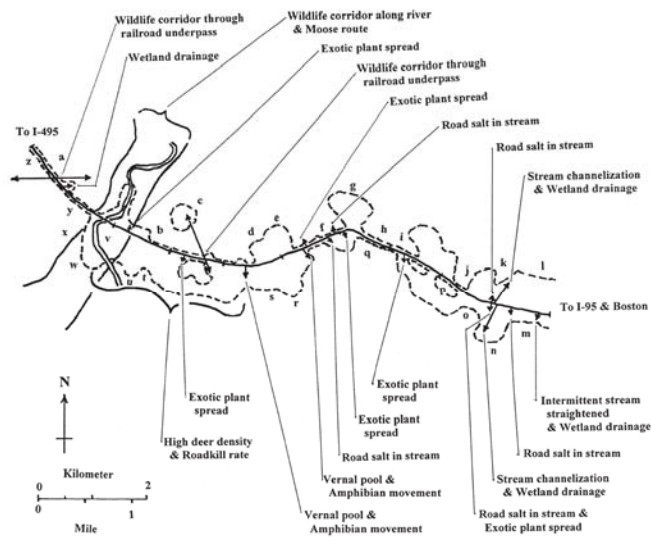 Wildlife corridor through
railroad underpass
Wetland drainage
Wildlife corridor along river
& Moose route
Exotic plant spread
Wildlife corridor through
railroad underpass
Exotic plant spread
Road salt in stream
Road salt in stream
Stream channelization
& Wetland drainage
To I-495
z
a
y
x
v
w
u
t
b
c
d
e
s
r
f
g
q
h
i
p
j
k
l
o
n
m
To I-95 & Boston
N
Kilometer
0
2
0
1
Mile
Exotic plant
spread
High deer density
& Roadkill rate
Exotic plant
spread
Exotic plant
spread
Road salt in stream
Vernal pool &
Amphibian movement
Vernal pool &
Amphibian movement
Intermittent stream
straightened
& Wetland drainage
Road salt in stream
Stream channelization
& Wetland drainage
Road salt in stream &
Exotic plant spread